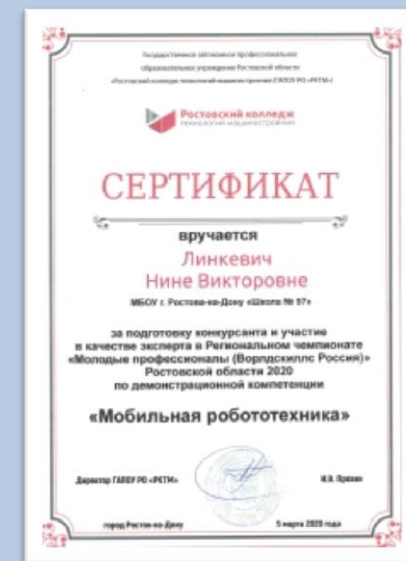 Государственное автономное профессиональное
образовательное учреждение Ростовской области
«Ростовский колледж технологий машиностроения (ГАПОУ РО «РКТМ»)
Ростовский колледж
технологий машиностроения
СЕРТИФИКАТ
вручается
Линкевич
Нине Викторовне
МБОУ г. Ростова-на-Дону «Школа № 97»
за подготовку конкурсанта и участие
в качестве эксперта в Региональном чемпионате
«Молодые профессионалы (Ворлдскиллс Россия)»
Ростовской области 2020
по демонстрационной компетенции
«Мобильная робототехника»
Директор ГАПОУ РО «РКТМ»
город Ростов-на-Дону
5 марта 2020 года